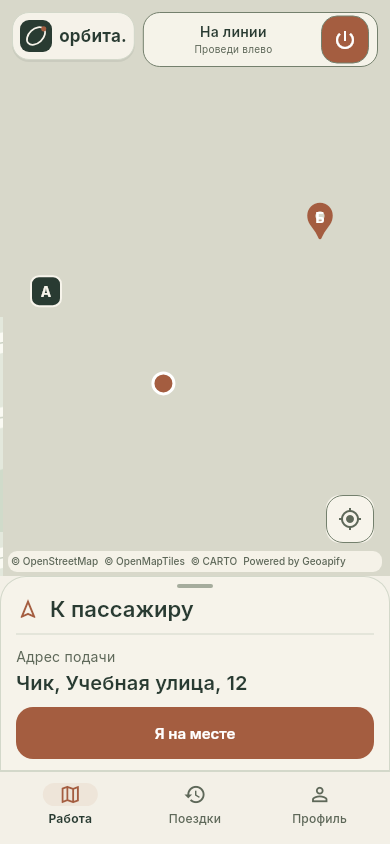 орбита.
На линии
Проведи влево
A
© OpenStreetMap © OpenMapTiles © CARTO Powered by Geoapify
К пассажиру
Адрес подачи
Чик, Учебная улица, 12
Я на месте
Работа
Поездки
Профиль